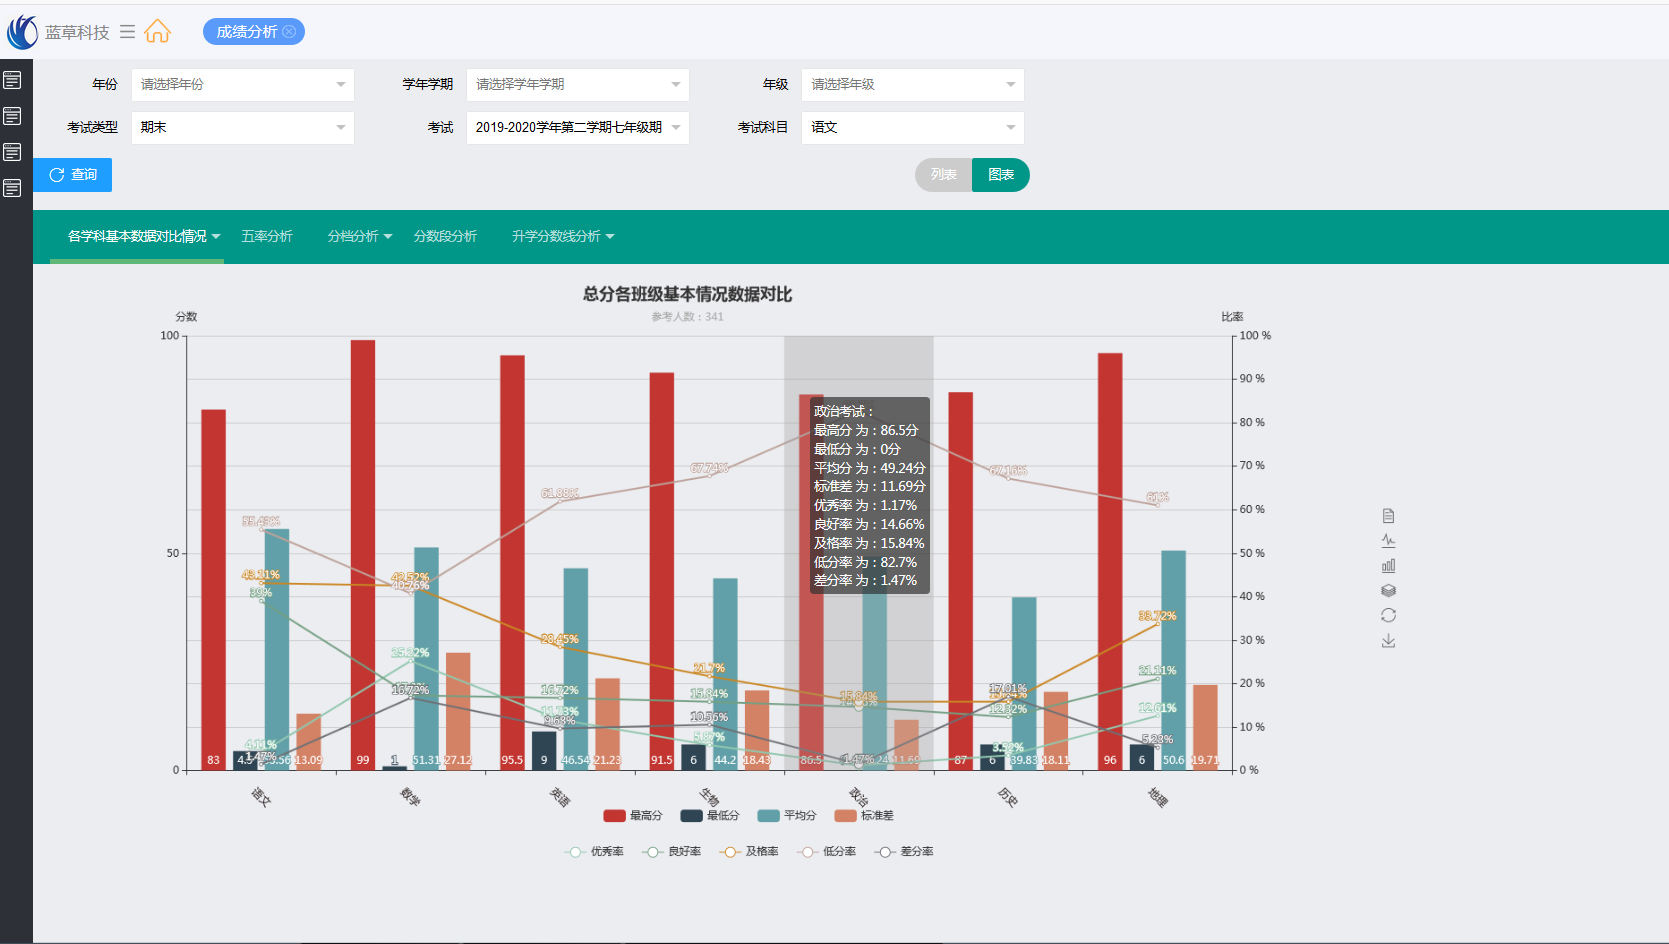 蓝草科技
成绩分析
年份 请选择年份 学年学期 请选择学年学期 年级 请选择年级
考试类型 期末 考试 2019-2020学年第二学期七年级期 考试科目 语文
查询 列表 图表
各学科基本数据对比情况 五率分析 分档分析 分数段分析 升学分数线分析
总分各班级基本情况数据对比
参考人数：341
分数 比率
100 100 %
90 %
80 %
70 %
60 %
50 50 %
40 %
30 %
20 %
10 %
0 0 %
政治考试：
最高分 为：86.5分
最低分 为：0分
平均分 为：49.24分
标准差 为：11.69分
优秀率 为：1.17%
良好率 为：14.66%
及格率 为：15.84%
低分率 为：82.7%
差分率 为：1.47%
67.74% 67.16%
61.88% 61%
55.43%
43.11% 42.52%
40.76%
39%
28.45% 33.72%
25.22% 21.7% 21.11%
16.72% 16.72% 15.84% 15.84% 17.01%
11.73% 12.32% 12.61%
9.68% 10.56%
4.11% 5.87% 3.52% 5.23%
1.47% 1.47%
83 13.09 99 1 51.31 27.12 95.5 9 46.54 21.23 91.5 6 44.2 18.43 86.5 11.69 87 6 39.83 18.11 96 6 50.6 19.71
语文 数学 英语 生物 政治 历史 地理
最高分 最低分 平均分 标准差
优秀率 良好率 及格率 低分率 差分率